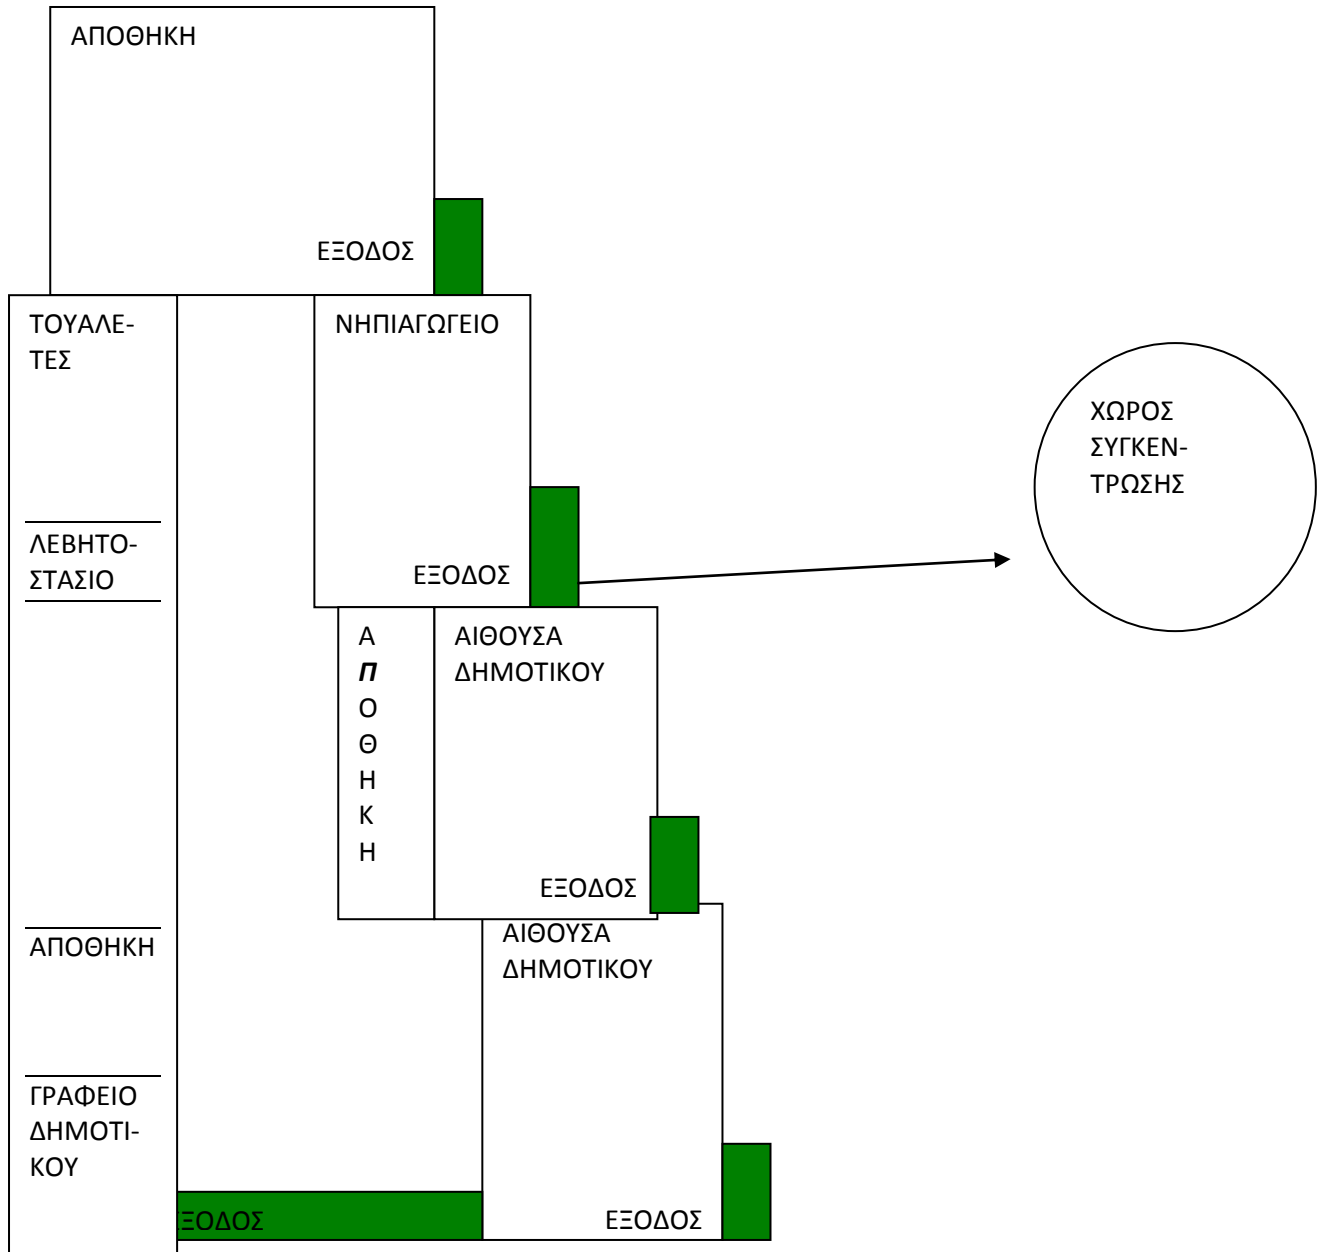 ΑΠΟΘΗΚΗ
ΕΞΟΔΟΣ
ΤΟΥΑΛΕ-
ΤΕΣ
ΝΗΠΙΑΓΩΓΕΙΟ
ΧΩΡΟΣ
ΣΥΓΚΕΝ-
ΤΡΩΣΗΣ
ΛΕΒΗΤΟ-
ΣΤΑΣΙΟ
ΕΞΟΔΟΣ
Α
Π
Ο
Θ
Η
Κ
Η
ΑΙΘΟΥΣΑ
ΔΗΜΟΤΙΚΟΥ
ΕΞΟΔΟΣ
ΑΠΟΘΗΚΗ
ΑΙΘΟΥΣΑ
ΔΗΜΟΤΙΚΟΥ
ΓΡΑΦΕΙΟ
ΔΗΜΟΤΙ-
ΚΟΥ
ΕΞΟΔΟΣ
ΕΞΟΔΟΣ